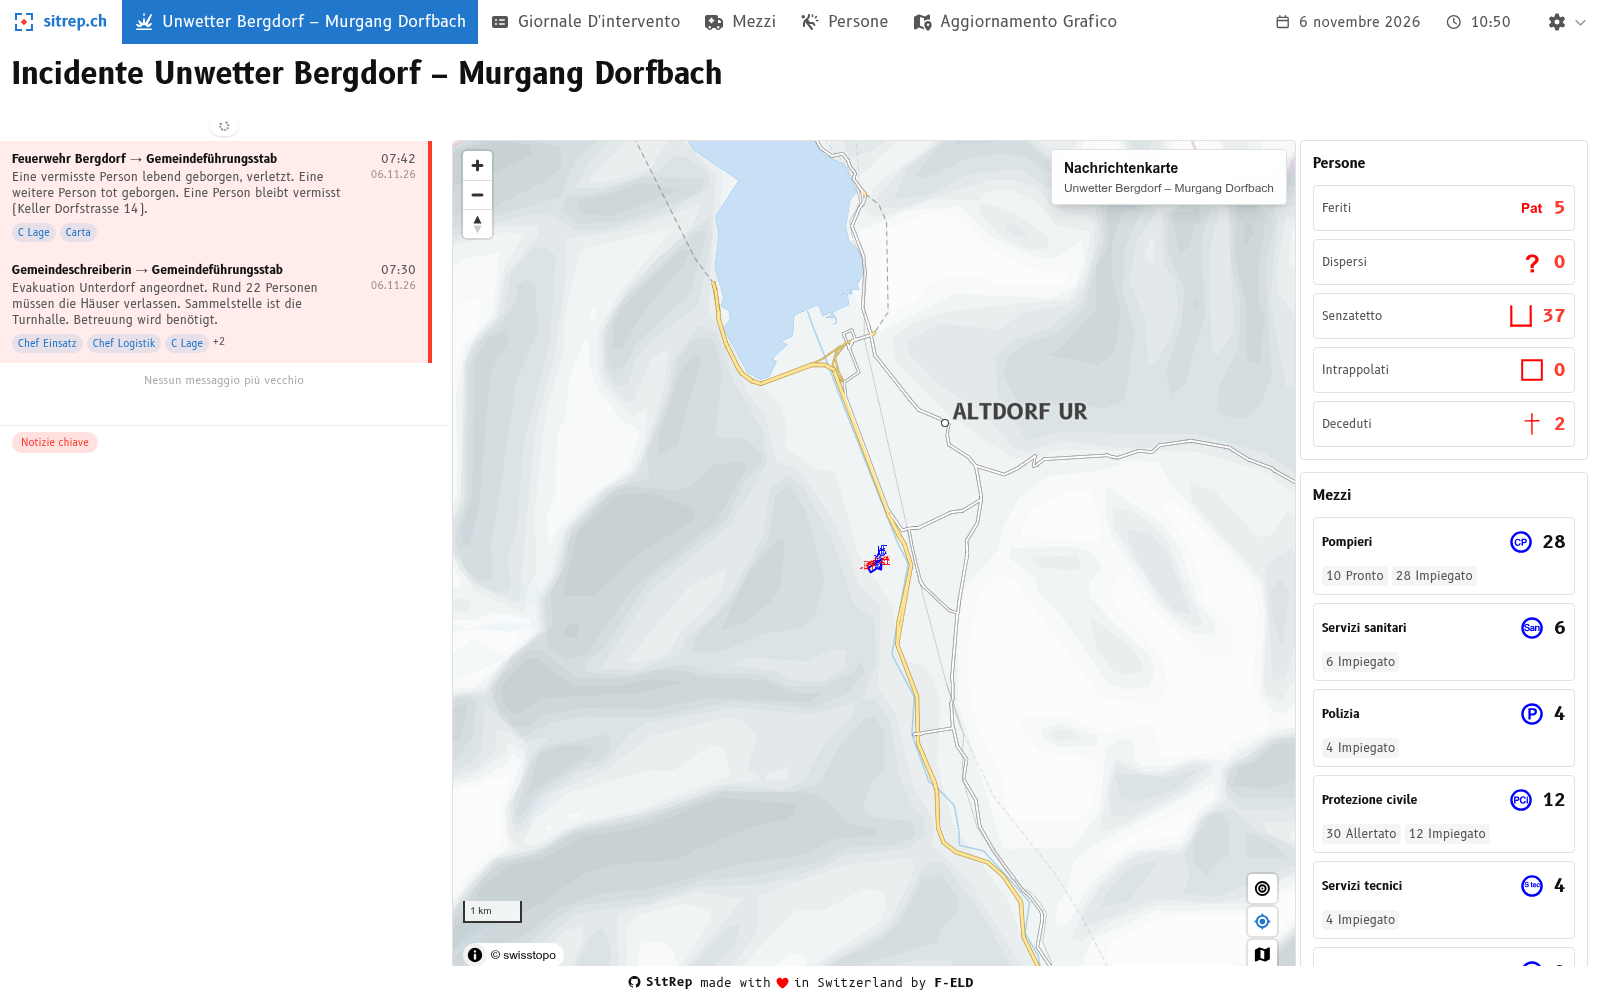 sitrep.ch
Unwetter Bergdorf – Murgang Dorfbach
Giornale D'intervento
Mezzi
Persone
Aggiornamento Grafico
6 novembre 2026
10:50
Incidente Unwetter Bergdorf – Murgang Dorfbach
Feuerwehr Bergdorf → Gemeindeführungsstab
07:42
06.11.26
Eine vermisste Person lebend geborgen, verletzt. Eine
weitere Person tot geborgen. Eine Person bleibt vermisst
(Keller Dorfstrasse 14).
C Lage
Carta
Gemeindeschreiberin → Gemeindeführungsstab
07:30
06.11.26
Evakuation Unterdorf angeordnet. Rund 22 Personen
müssen die Häuser verlassen. Sammelstelle ist die
Turnhalle. Betreuung wird benötigt.
Chef Einsatz
Chef Logistik
C Lage
+2
Nessun messaggio più vecchio
Notizie chiave
Nachrichtenkarte
Unwetter Bergdorf – Murgang Dorfbach
ALTDORF UR
1 km
© swisstopo
Persone
Feriti
Pat 5
Dispersi
? 0
Senzatetto
37
Intrappolati
0
Deceduti
2
Mezzi
Pompieri
CP 28
10 Pronto
28 Impiegato
Servizi sanitari
San 6
6 Impiegato
Polizia
P 4
4 Impiegato
Protezione civile
PCi 12
30 Allertato
12 Impiegato
Servizi tecnici
S tec 4
4 Impiegato
SitRep made with ❤ in Switzerland by F-ELD